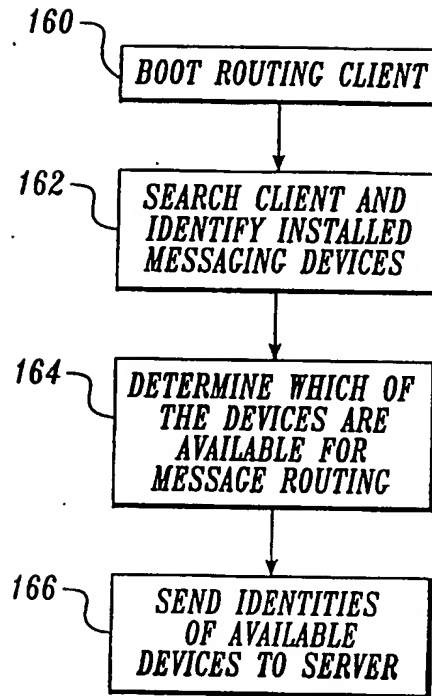 160
BOOT ROUTING CLIENT
162
SEARCH CLIENT AND
IDENTIFY INSTALLED
MESSAGING DEVICES
164
DETERMINE WHICH OF
THE DEVICES ARE
AVAILABLE FOR
MESSAGE ROUTING
166
SEND IDENTITIES
OF AVAILABLE
DEVICES TO SERVER